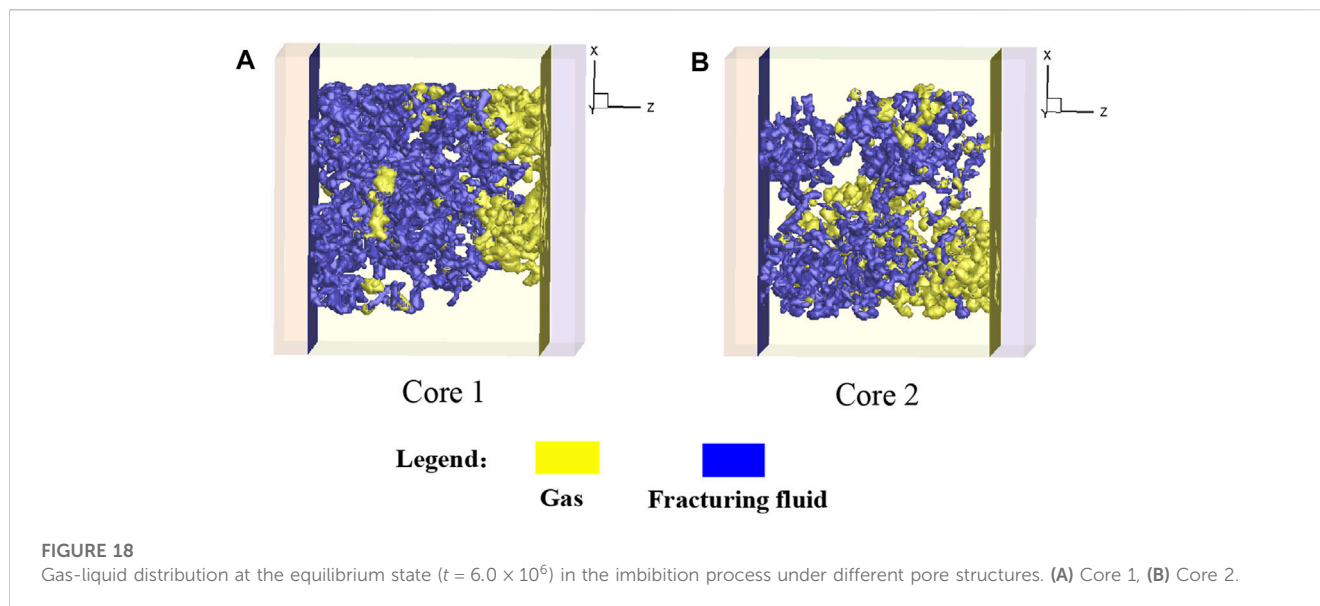 A
X
Y
Z
B
X
Y
Z
Core 1
Core 2
Legend:
Gas
Fracturing fluid
FIGURE 18
Gas-liquid distribution at the equilibrium state (t = 6.0 × 10⁶) in the imbibition process under different pore structures. (A) Core 1, (B) Core 2.